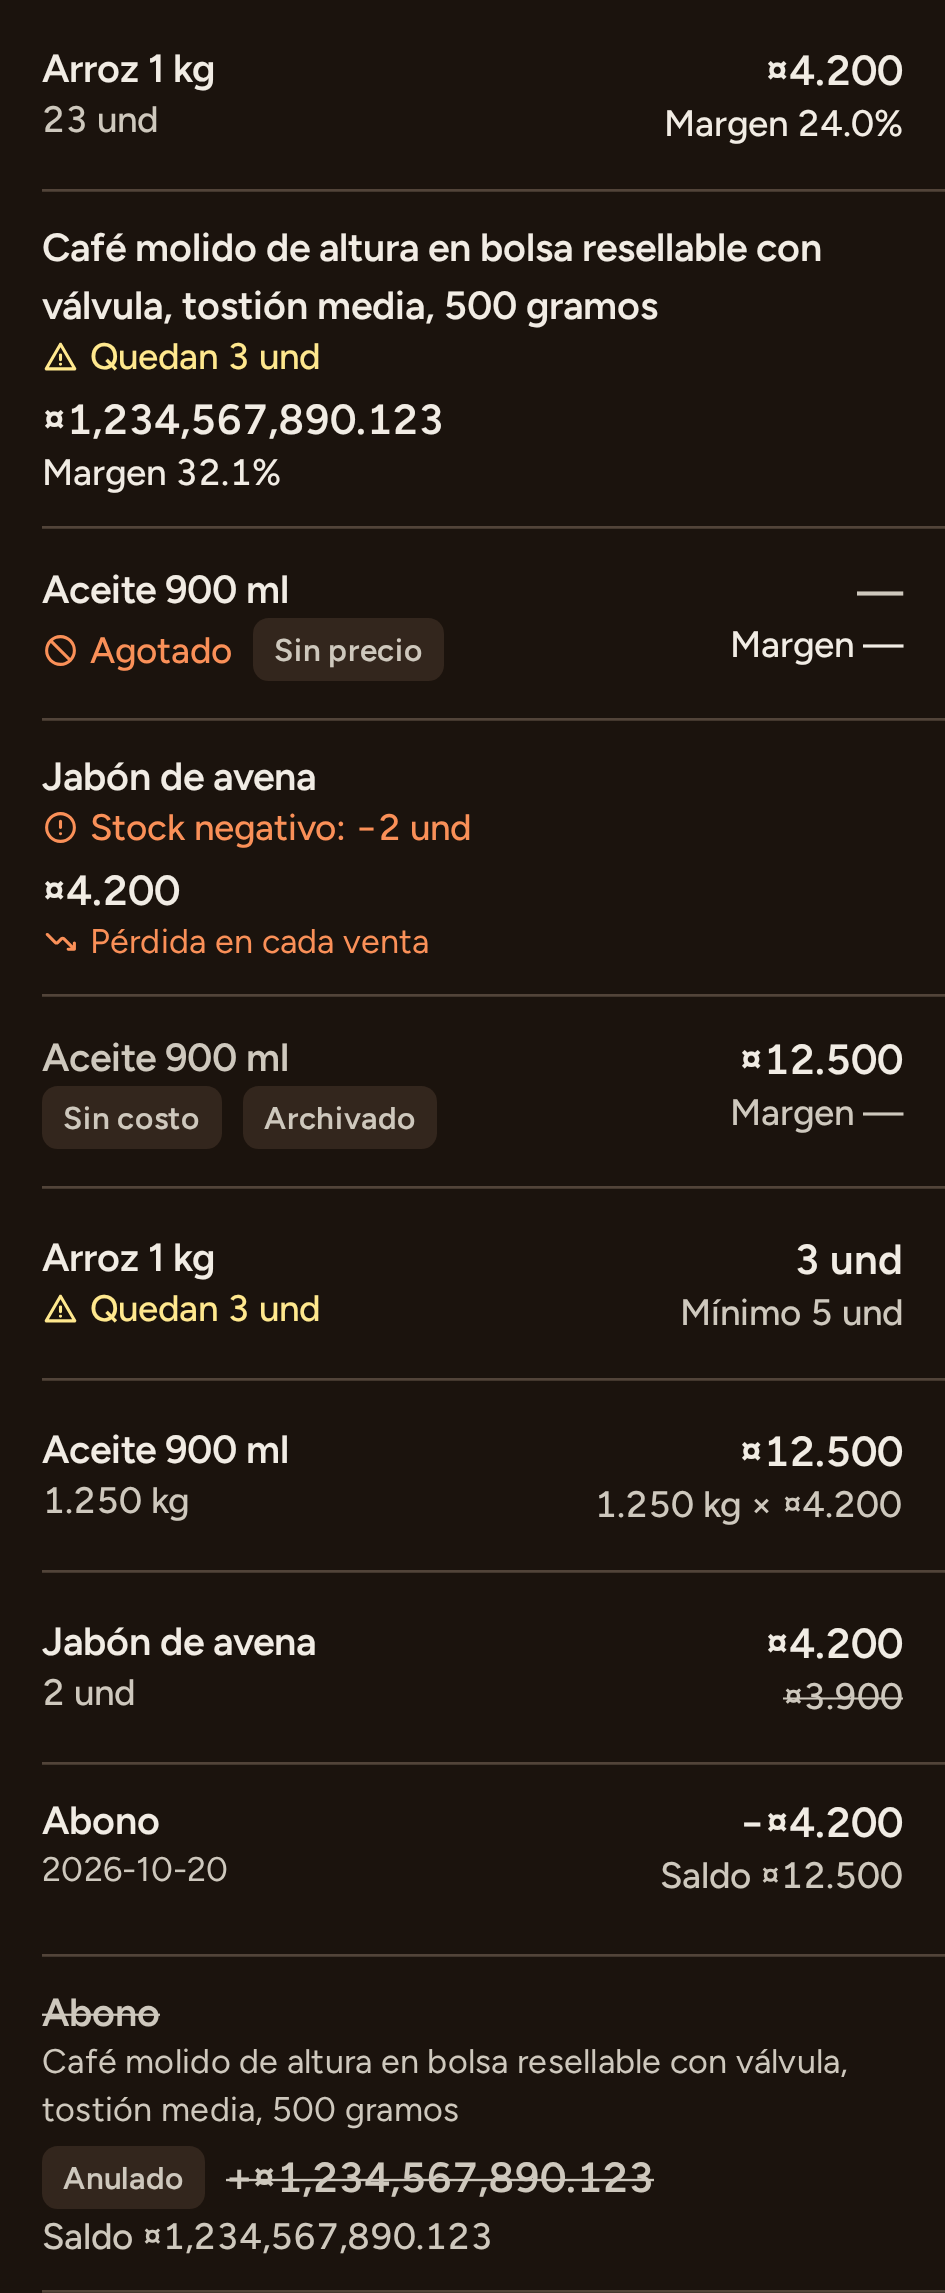 Arroz 1 kg
¤4.200
23 und
Margen 24.0%
Café molido de altura en bolsa resellable con
válvula, tostión media, 500 gramos
Quedan 3 und
¤1,234,567,890.123
Margen 32.1%
Aceite 900 ml
—
Agotado
Sin precio
Margen —
Jabón de avena
Stock negativo: −2 und
¤4.200
Pérdida en cada venta
Aceite 900 ml
¤12.500
Sin costo
Archivado
Margen —
Arroz 1 kg
3 und
Quedan 3 und
Mínimo 5 und
Aceite 900 ml
¤12.500
1.250 kg
1.250 kg × ¤4.200
Jabón de avena
¤4.200
2 und
¤3.900
Abono
−¤4.200
2026-10-20
Saldo ¤12.500
Abono
Café molido de altura en bolsa resellable con válvula,
tostión media, 500 gramos
Anulado
+¤1,234,567,890.123
Saldo ¤1,234,567,890.123